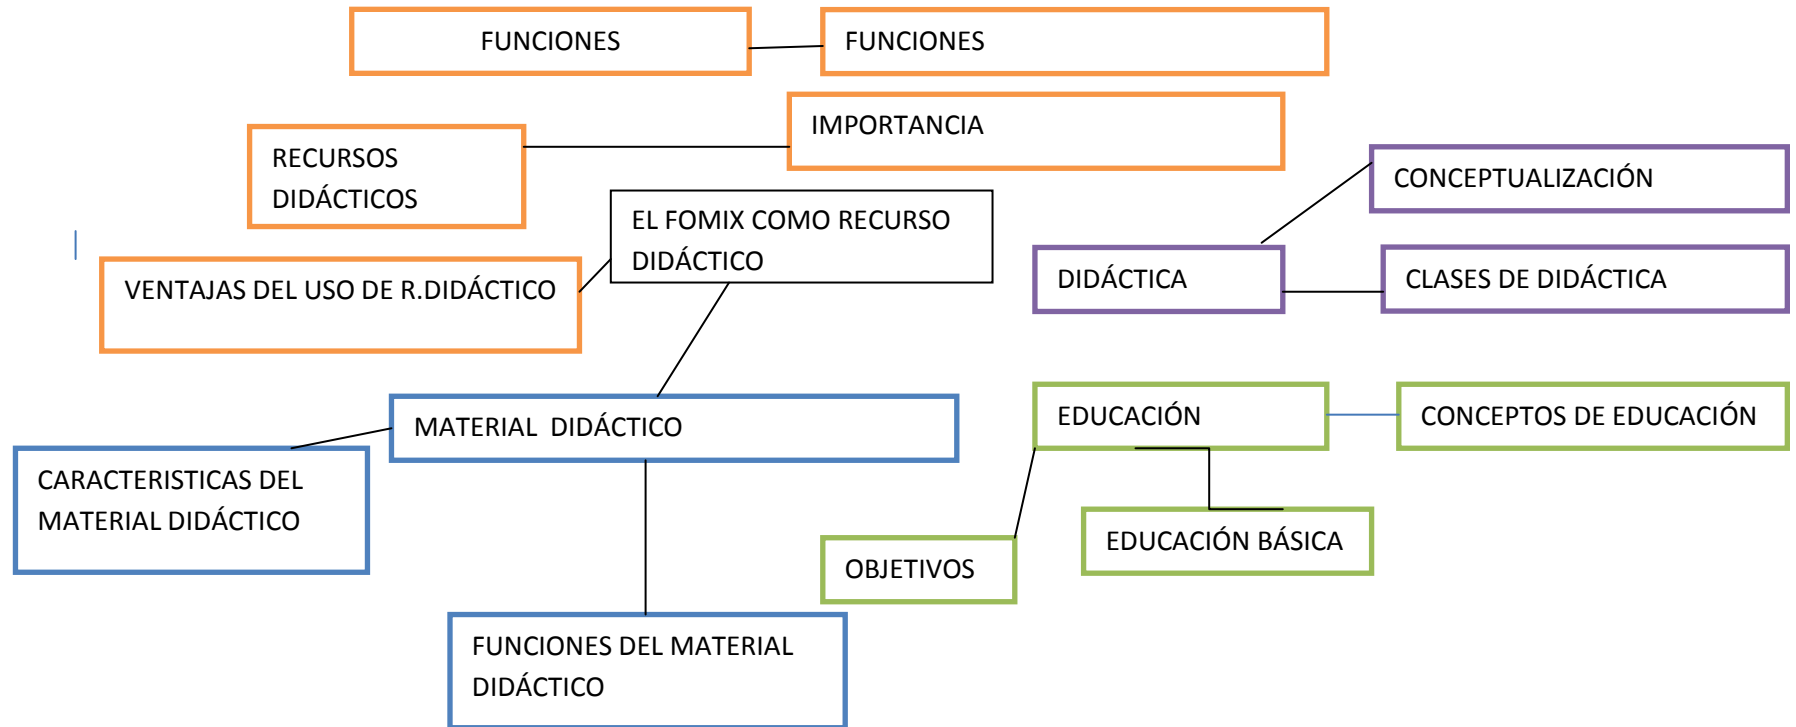 FUNCIONES
FUNCIONES
IMPORTANCIA
RECURSOS
DIDÁCTICOS
CONCEPTUALIZACIÓN
EL FOMIX COMO RECURSO
DIDÁCTICO
VENTAJAS DEL USO DE R.DIDÁCTICO
DIDÁCTICA
CLASES DE DIDÁCTICA
MATERIAL  DIDÁCTICO
EDUCACIÓN
CONCEPTOS DE EDUCACIÓN
CARACTERISTICAS DEL
MATERIAL DIDÁCTICO
EDUCACIÓN BÁSICA
OBJETIVOS
FUNCIONES DEL MATERIAL
DIDÁCTICO